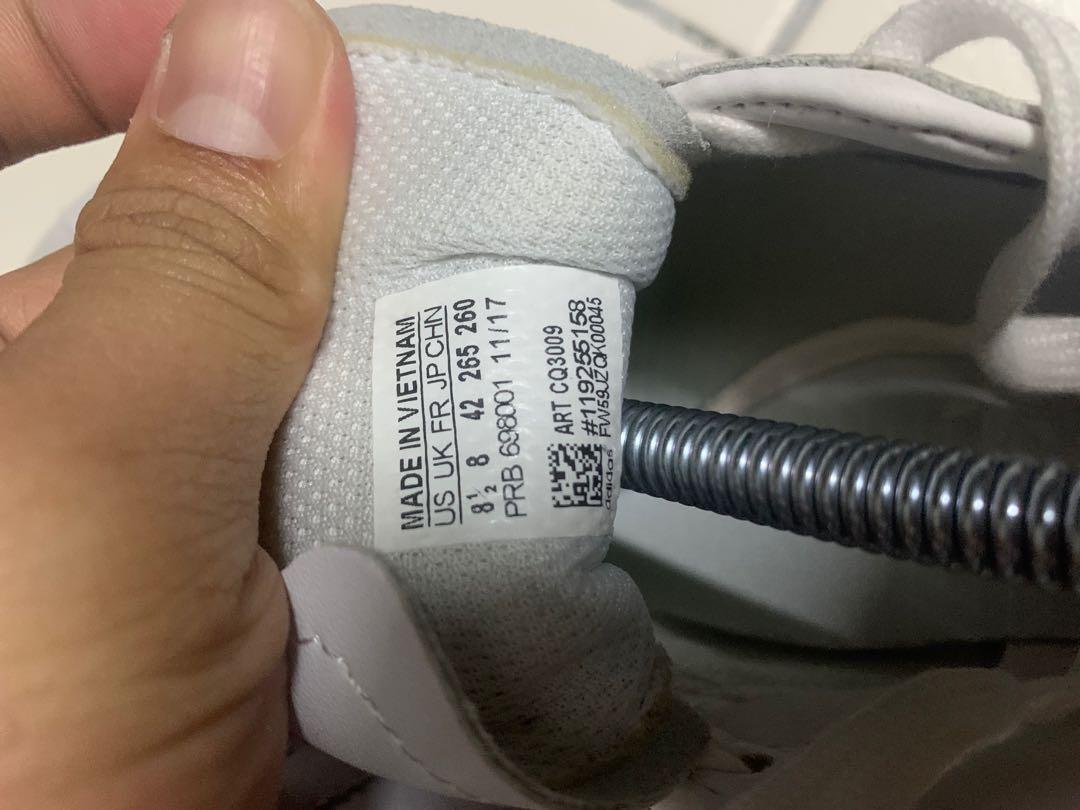 MADE IN VIETNAM
US UK FR JP CHN
8½ 8 42 265 260
PRB 698001 11/17
ART CQ3009
#119255158
FW59JZQK00045
adidas